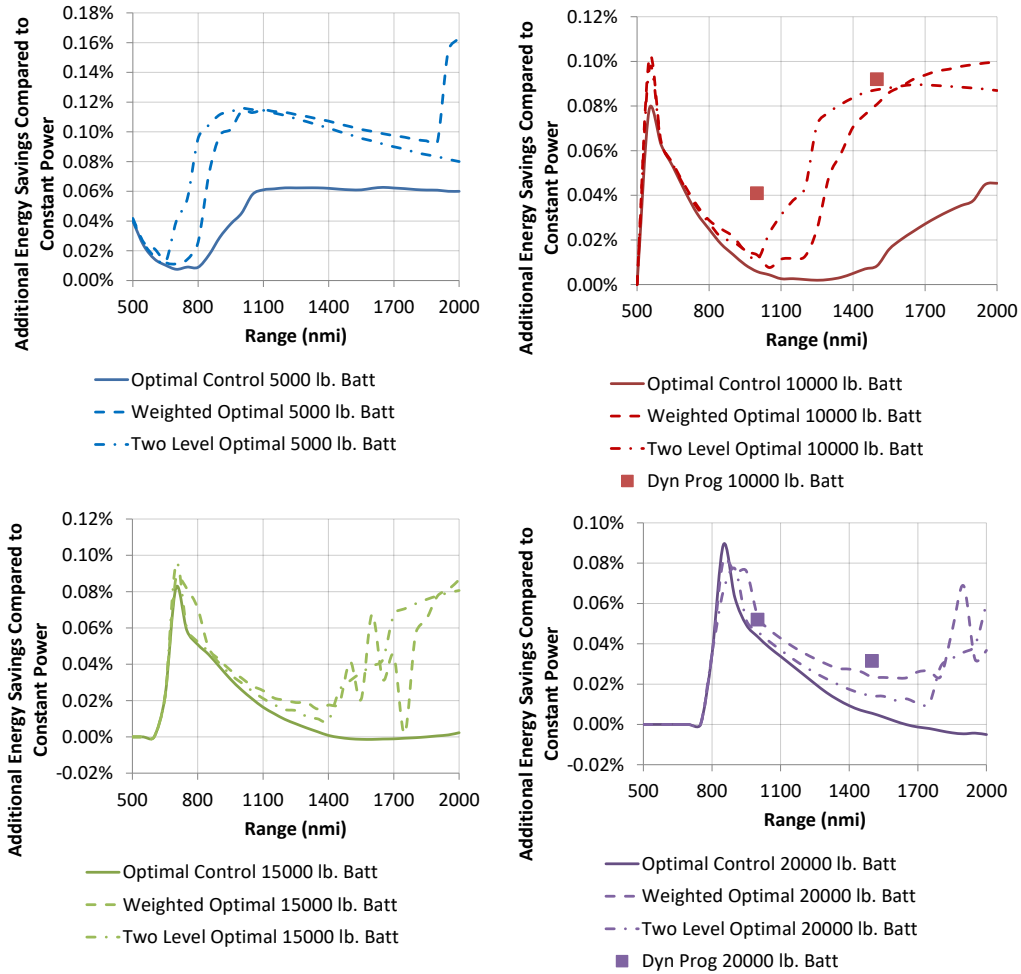 Additional Energy Savings Compared to
Constant Power
0.18%
0.16%
0.14%
0.12%
0.10%
0.08%
0.06%
0.04%
0.02%
0.00%
500 800 1100 1400 1700 2000
Range (nmi)
Optimal Control 5000 lb. Batt
Weighted Optimal 5000 lb. Batt
Two Level Optimal 5000 lb. Batt
Additional Energy Savings Compared to
Constant Power
0.12%
0.10%
0.08%
0.06%
0.04%
0.02%
0.00%
500 800 1100 1400 1700 2000
Range (nmi)
Optimal Control 10000 lb. Batt
Weighted Optimal 10000 lb. Batt
Two Level Optimal 10000 lb. Batt
Dyn Prog 10000 lb. Batt
Additional Energy Savings Compared to
Constant Power
0.12%
0.10%
0.08%
0.06%
0.04%
0.02%
0.00%
-0.02%
500 800 1100 1400 1700 2000
Range (nmi)
Optimal Control 15000 lb. Batt
Weighted Optimal 15000 lb. Batt
Two Level Optimal 15000 lb. Batt
Additional Energy Savings Compared to
Constant Power
0.10%
0.08%
0.06%
0.04%
0.02%
0.00%
-0.02%
500 800 1100 1400 1700 2000
Range (nmi)
Optimal Control 20000 lb. Batt
Weighted Optimal 20000 lb. Batt
Two Level Optimal 20000 lb. Batt
Dyn Prog 20000 lb. Batt